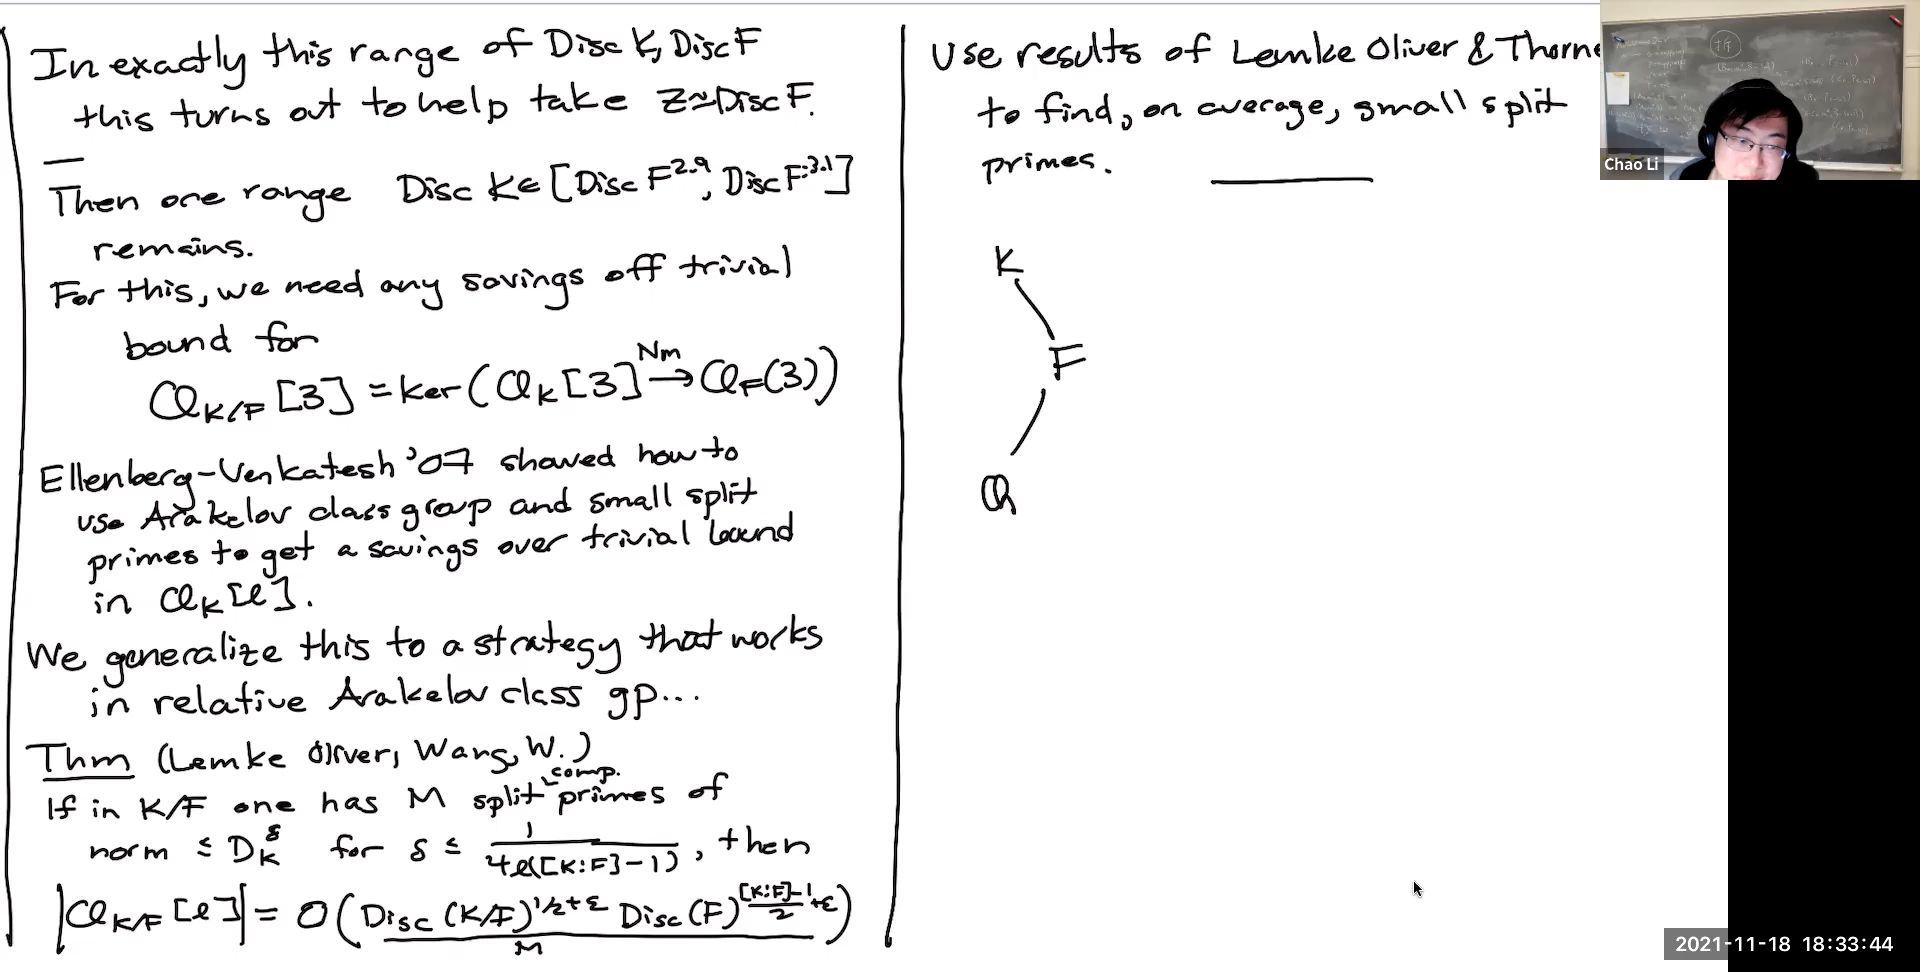 In exactly this range of Disc K, Disc F
this turns out to help take Z≈Disc F.
Then one range Disc K ∈ [Disc F^2.9, Disc F^3.1]
remains.
For this, we need any savings off trivial
bound for
Cl_{K/F}[3] = ker(Cl_K[3] →^{Nm} Cl_F(3))
Ellenberg-Venkatesh '07 showed how to
use Arakelov class group and small split
primes to get a savings over trivial bound
in Cl_K[ℓ].
We generalize this to a strategy that works
in relative Arakelov class gp...
Thm (Lemke Oliver, Wang, W.)
If in K/F one has M split comp. primes of
norm ≤ D_K^δ for δ ≤ 1/(4ℓ([K:F]-1)), then
|Cl_{K/F}[ℓ]| = O(Disc(K/F)^{1/2+ε} Disc(F)^{([K:F]-1)/2+ε} / M)
Use results of Lemke Oliver & Thorne
to find, on average, small split
primes.
K
F
Q
Chao Li
2021-11-18 18:33:44